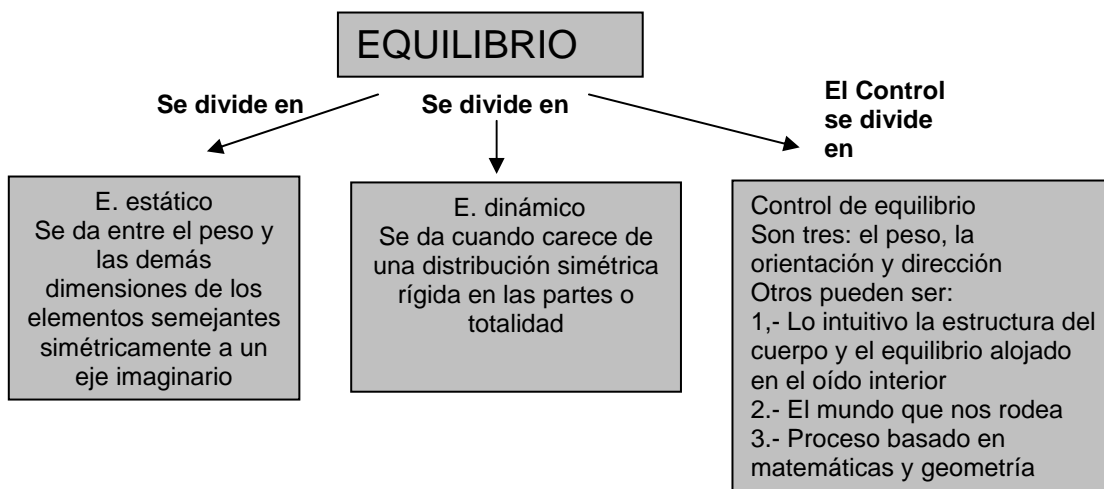 EQUILIBRIO
Se divide en
Se divide en
El Control
se divide
en
E. estático
Se da entre el peso y
las demás
dimensiones de los
elementos semejantes
simétricamente a un
eje imaginario
E. dinámico
Se da cuando carece de
una distribución simétrica
rígida en las partes o
totalidad
Control de equilibrio
Son tres: el peso, la
orientación y dirección
Otros pueden ser:
1,- Lo intuitivo la estructura del
cuerpo y el equilibrio alojado
en el oído interior
2.- El mundo que nos rodea
3.- Proceso basado en
matemáticas y geometría